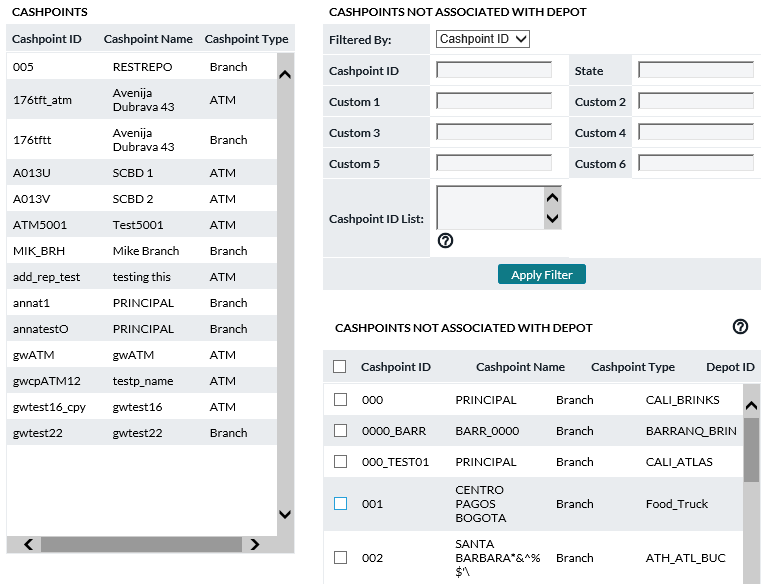 CASHPOINTS
Cashpoint ID Cashpoint Name Cashpoint Type
005 RESTREPO Branch
176tft_atm Avenija Dubrava 43 ATM
176tftt Avenija Dubrava 43 Branch
A013U SCBD 1 ATM
A013V SCBD 2 ATM
ATM5001 Test5001 ATM
MIK_BRH Mike Branch Branch
add_rep_test testing this ATM
annat1 PRINCIPAL Branch
annatestO PRINCIPAL Branch
gwATM gwATM ATM
gwcpATM12 testp_name ATM
gwtest16_cpy gwtest16 ATM
gwtest22 gwtest22 Branch
CASHPOINTS NOT ASSOCIATED WITH DEPOT
Filtered By: Cashpoint ID
Cashpoint ID State
Custom 1 Custom 2
Custom 3 Custom 4
Custom 5 Custom 6
Cashpoint ID List:
?
Apply Filter
CASHPOINTS NOT ASSOCIATED WITH DEPOT ?
Cashpoint ID Cashpoint Name Cashpoint Type Depot ID
000 PRINCIPAL Branch CALI_BRINKS
0000_BARR BARR_0000 Branch BARRANQ_BRIN
000_TEST01 PRINCIPAL Branch CALI_ATLAS
001 CENTRO PAGOS BOGOTA Branch Food_Truck
002 SANTA BARBARA*&^%$'\ Branch ATH_ATL_BUC